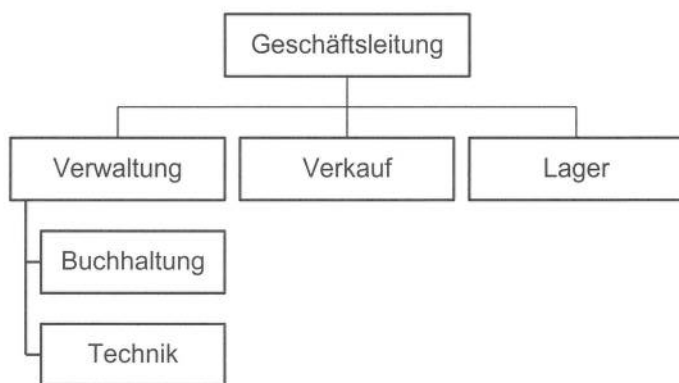 Geschäftsleitung
Verwaltung
Verkauf
Lager
Buchhaltung
Technik